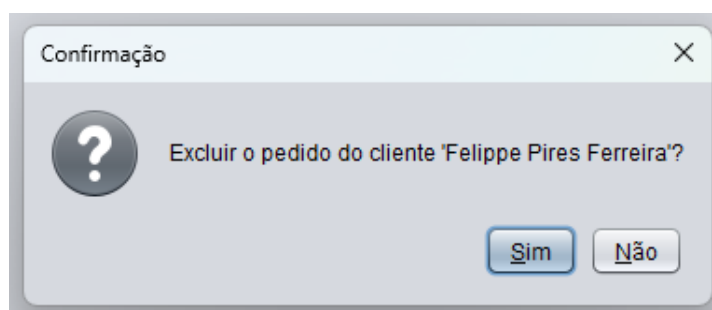 Confirmação
Excluir o pedido do cliente 'Felippe Pires Ferreira'?
Sim
Não